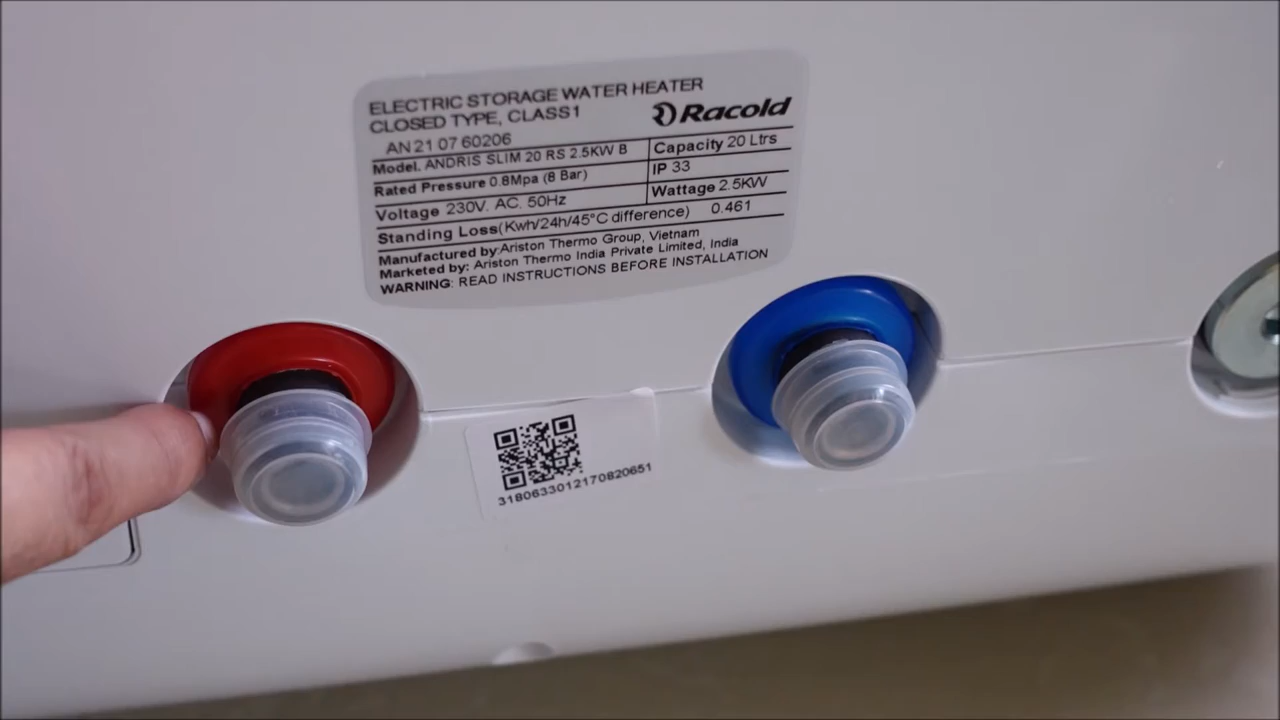 ELECTRIC STORAGE WATER HEATER
CLOSED TYPE, CLASS1
Racold
AN 21 07 60206
Model. ANDRIS SLIM 20 RS 2.5KW B
Capacity 20 Ltrs
Rated Pressure 0.8Mpa (8 Bar)
IP 33
Voltage 230V. AC. 50Hz
Wattage 2.5KW
Standing Loss(Kwh/24h/45°C difference) 0.461
Manufactured by:Ariston Thermo Group, Vietnam
Marketed by: Ariston Thermo India Private Limited, India
WARNING: READ INSTRUCTIONS BEFORE INSTALLATION
3180633012170820651